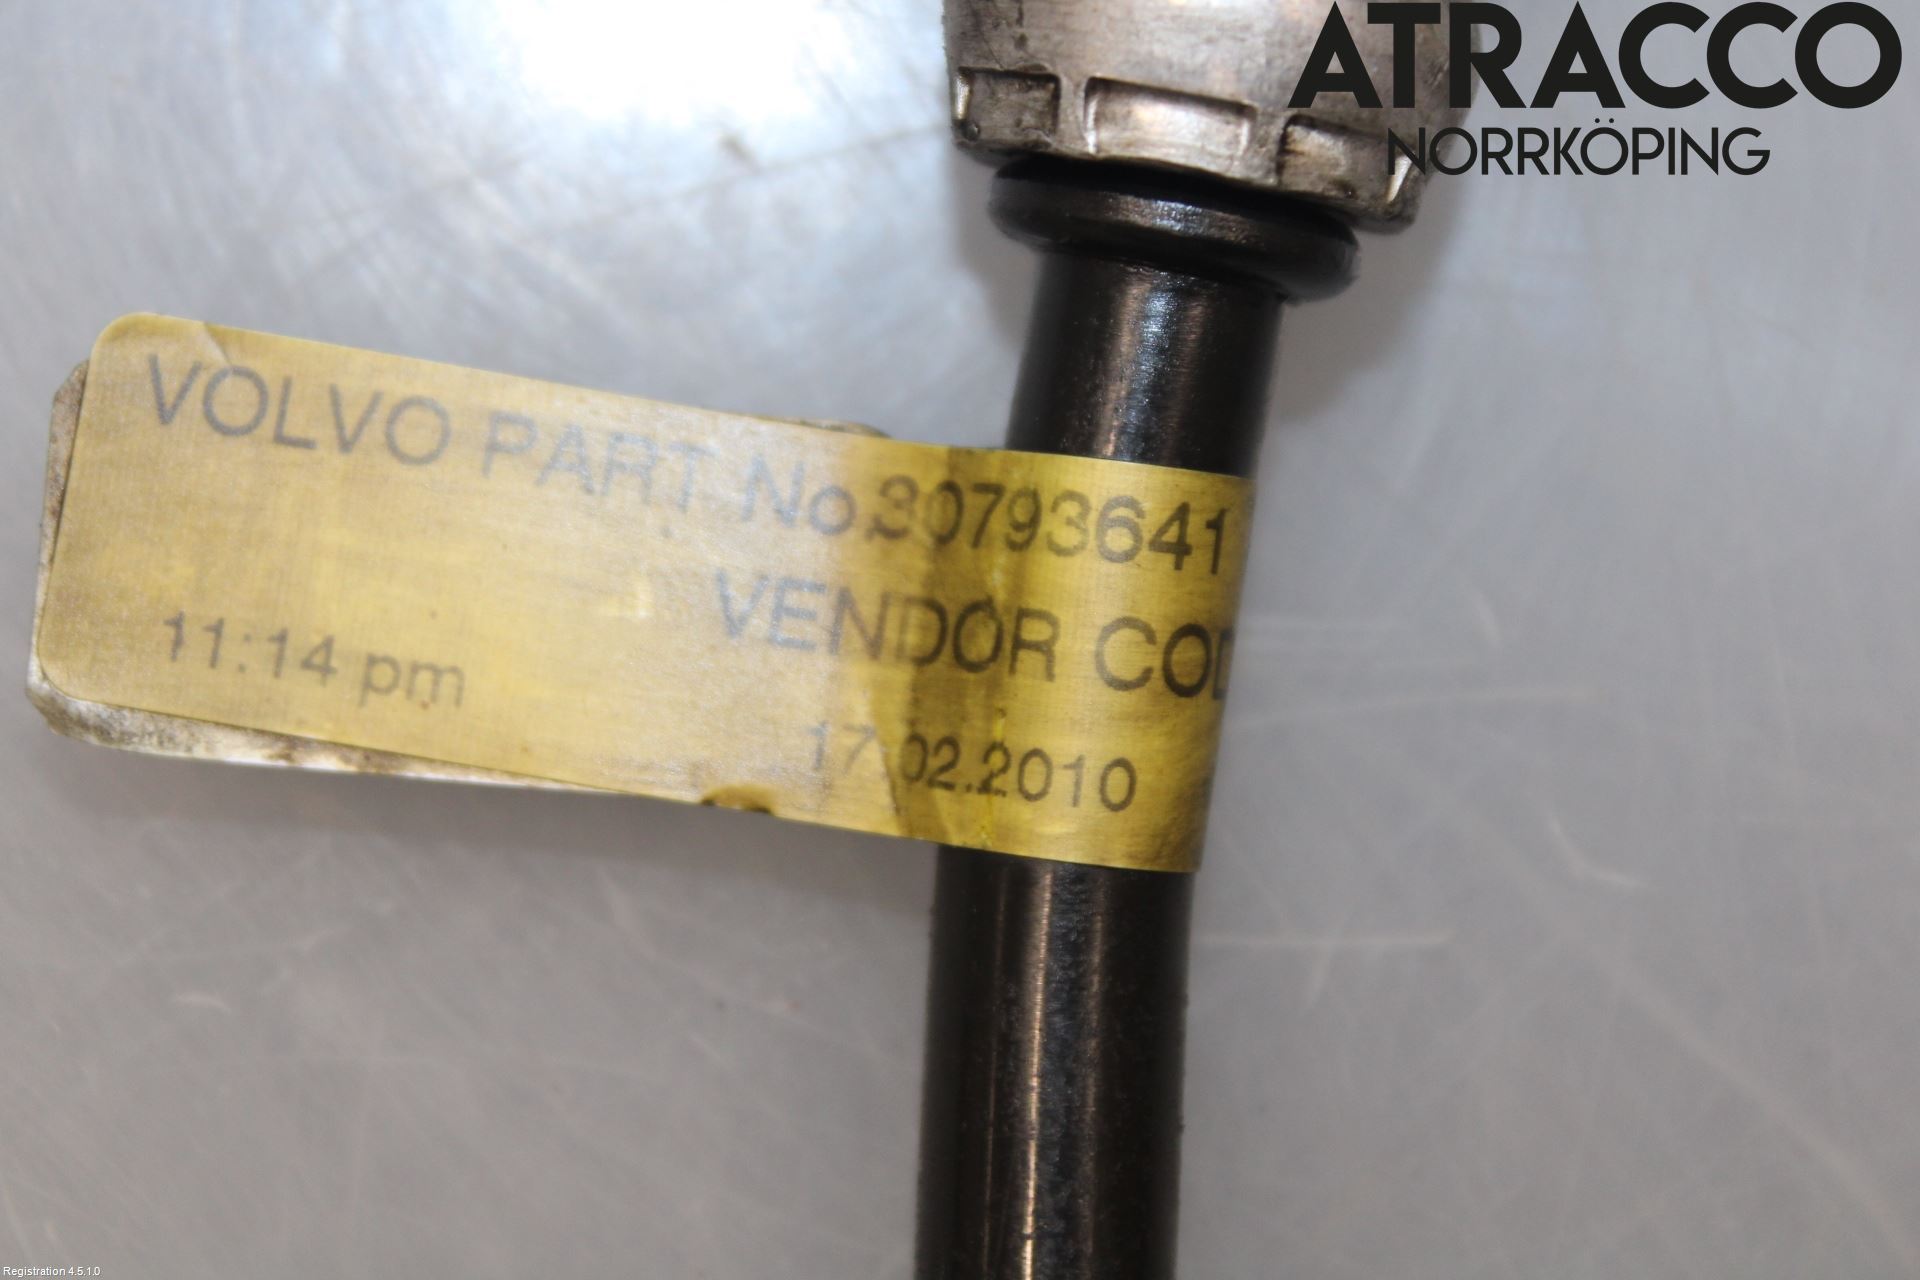 ATRACCO
NORRKÖPING
VOLVO PART No.30793641
VENDOR COD
11:14 pm
17.02.2010
Registration 4.5.1.0